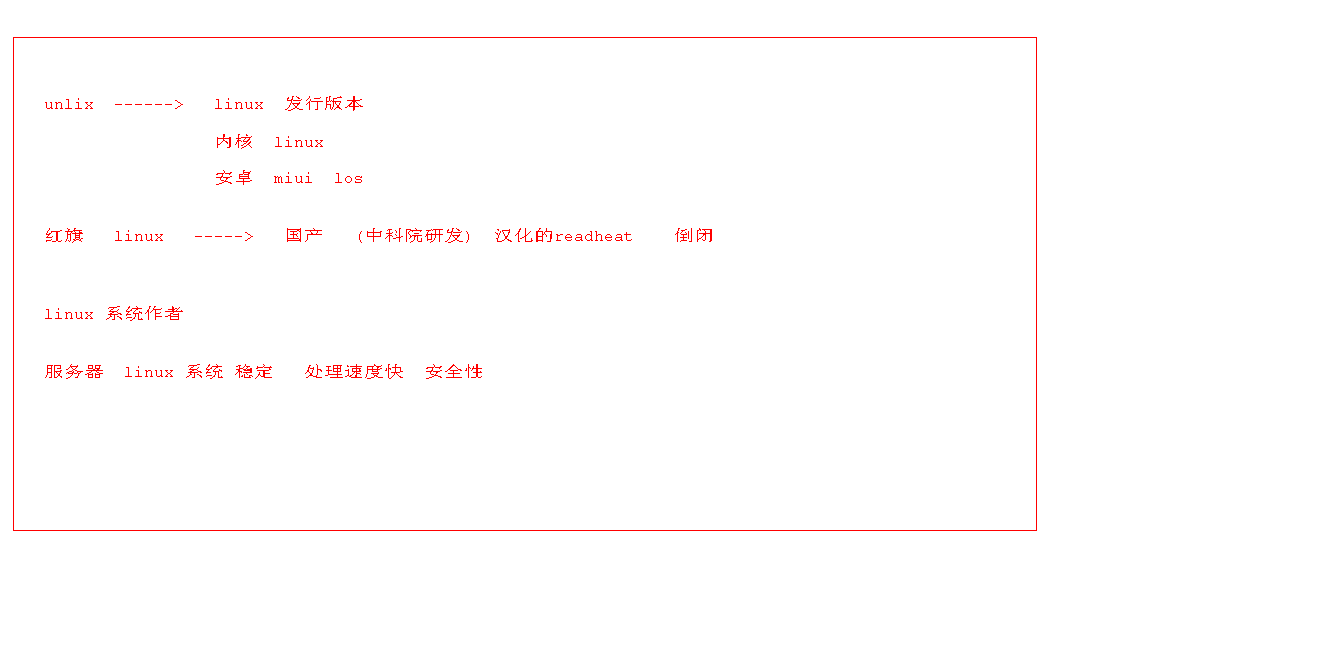 unlix ------> linux 发行版本
内核 linux
安卓 miui los
红旗 linux -----> 国产 (中科院研发) 汉化的readheat 倒闭
linux 系统作者
服务器 linux 系统 稳定 处理速度快 安全性